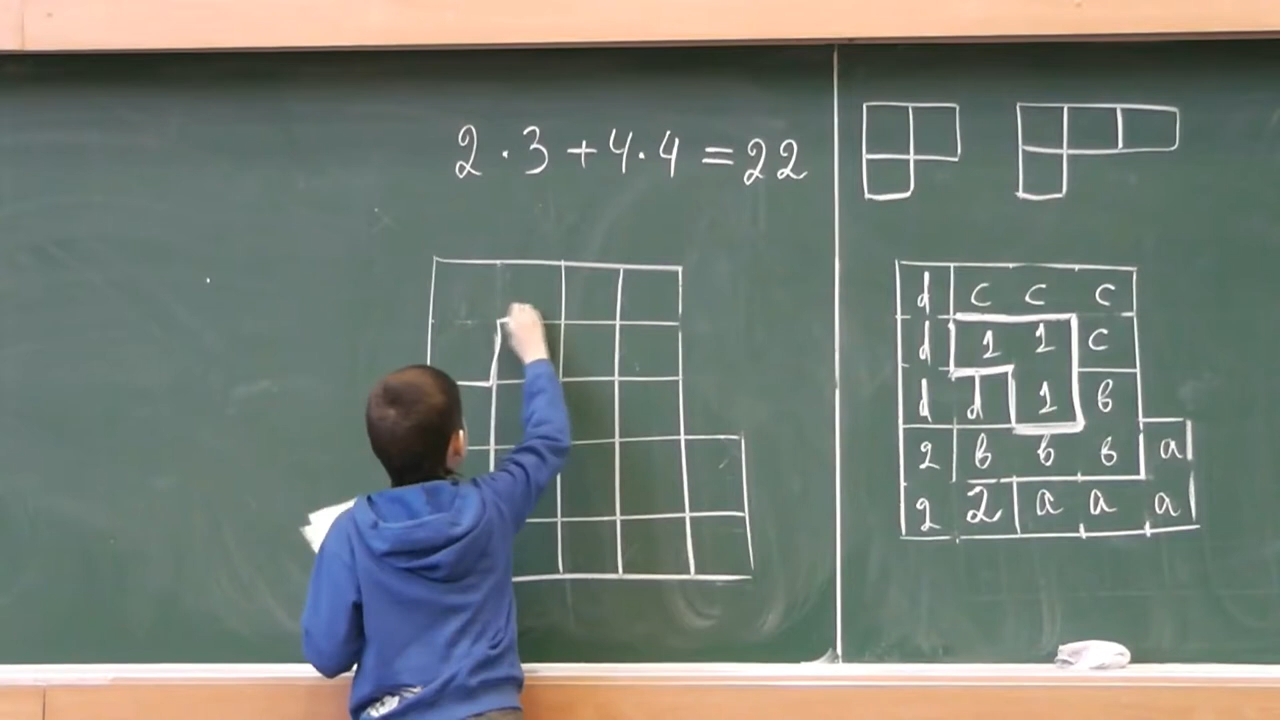 2·3+4·4=22
d c c c
d 1 1 c
d d 1 в
2 в в в a
2 2 a a a